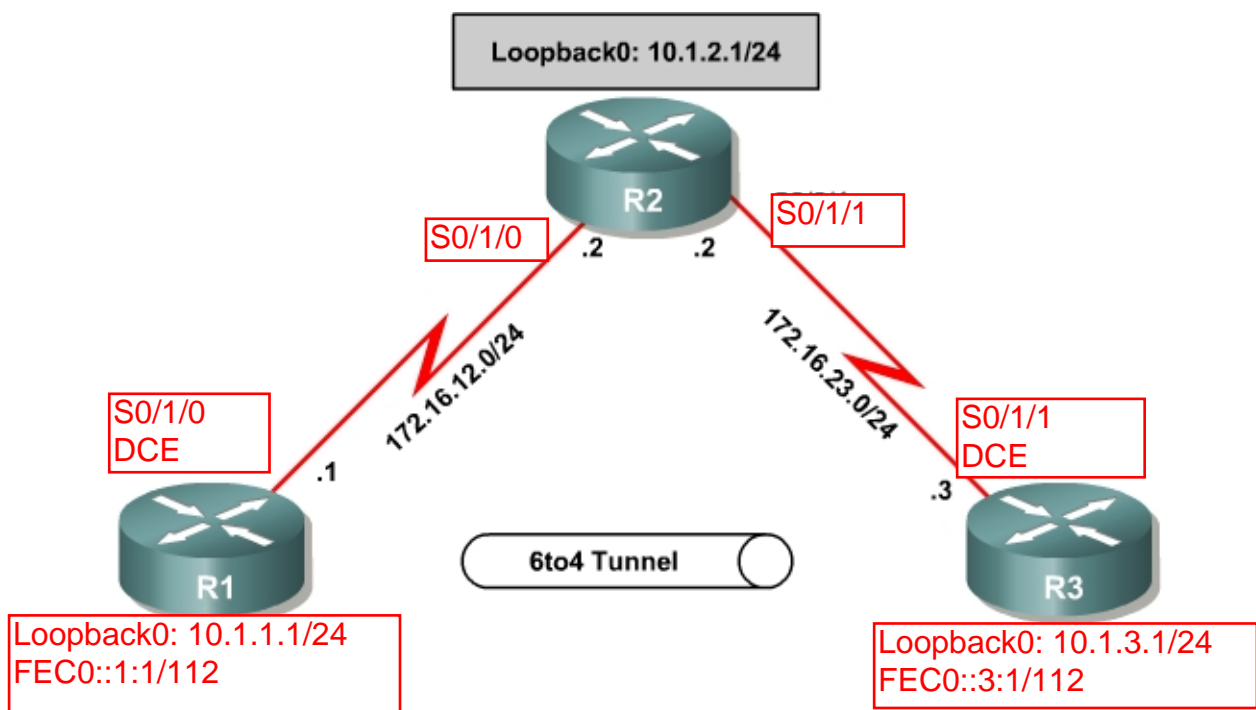 Loopback0: 10.1.2.1/24
R2
S0/1/0
S0/1/1
.2
.2
172.16.12.0/24
172.16.23.0/24
S0/1/0
DCE
S0/1/1
DCE
.1
.3
R1
6to4 Tunnel
R3
Loopback0: 10.1.1.1/24
FEC0::1:1/112
Loopback0: 10.1.3.1/24
FEC0::3:1/112